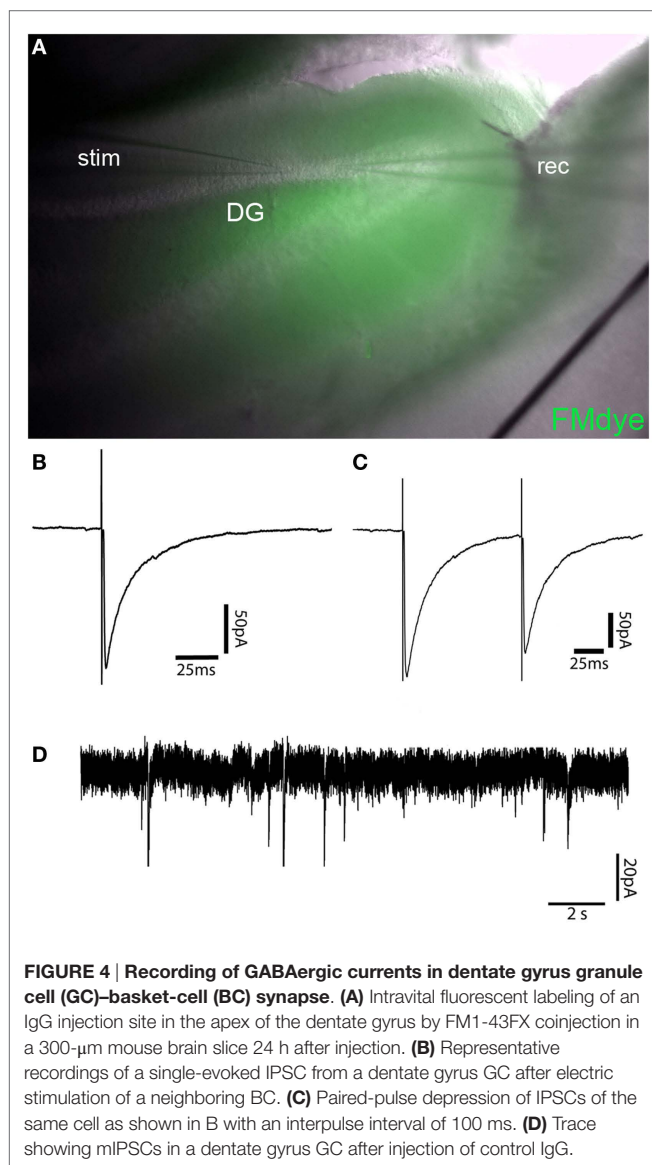 A
stim
rec
DG
FMdye
B
C
50pA
25ms
50pA
25ms
D
20pA
2 s
FIGURE 4 | Recording of GABAergic currents in dentate gyrus granule
cell (GC)–basket-cell (BC) synapse. (A) Intravital fluorescent labeling of an
IgG injection site in the apex of the dentate gyrus by FM1-43FX coinjection in
a 300-μm mouse brain slice 24 h after injection. (B) Representative
recordings of a single-evoked IPSC from a dentate gyrus GC after electric
stimulation of a neighboring BC. (C) Paired-pulse depression of IPSCs of the
same cell as shown in B with an interpulse interval of 100 ms. (D) Trace
showing mIPSCs in a dentate gyrus GC after injection of control IgG.